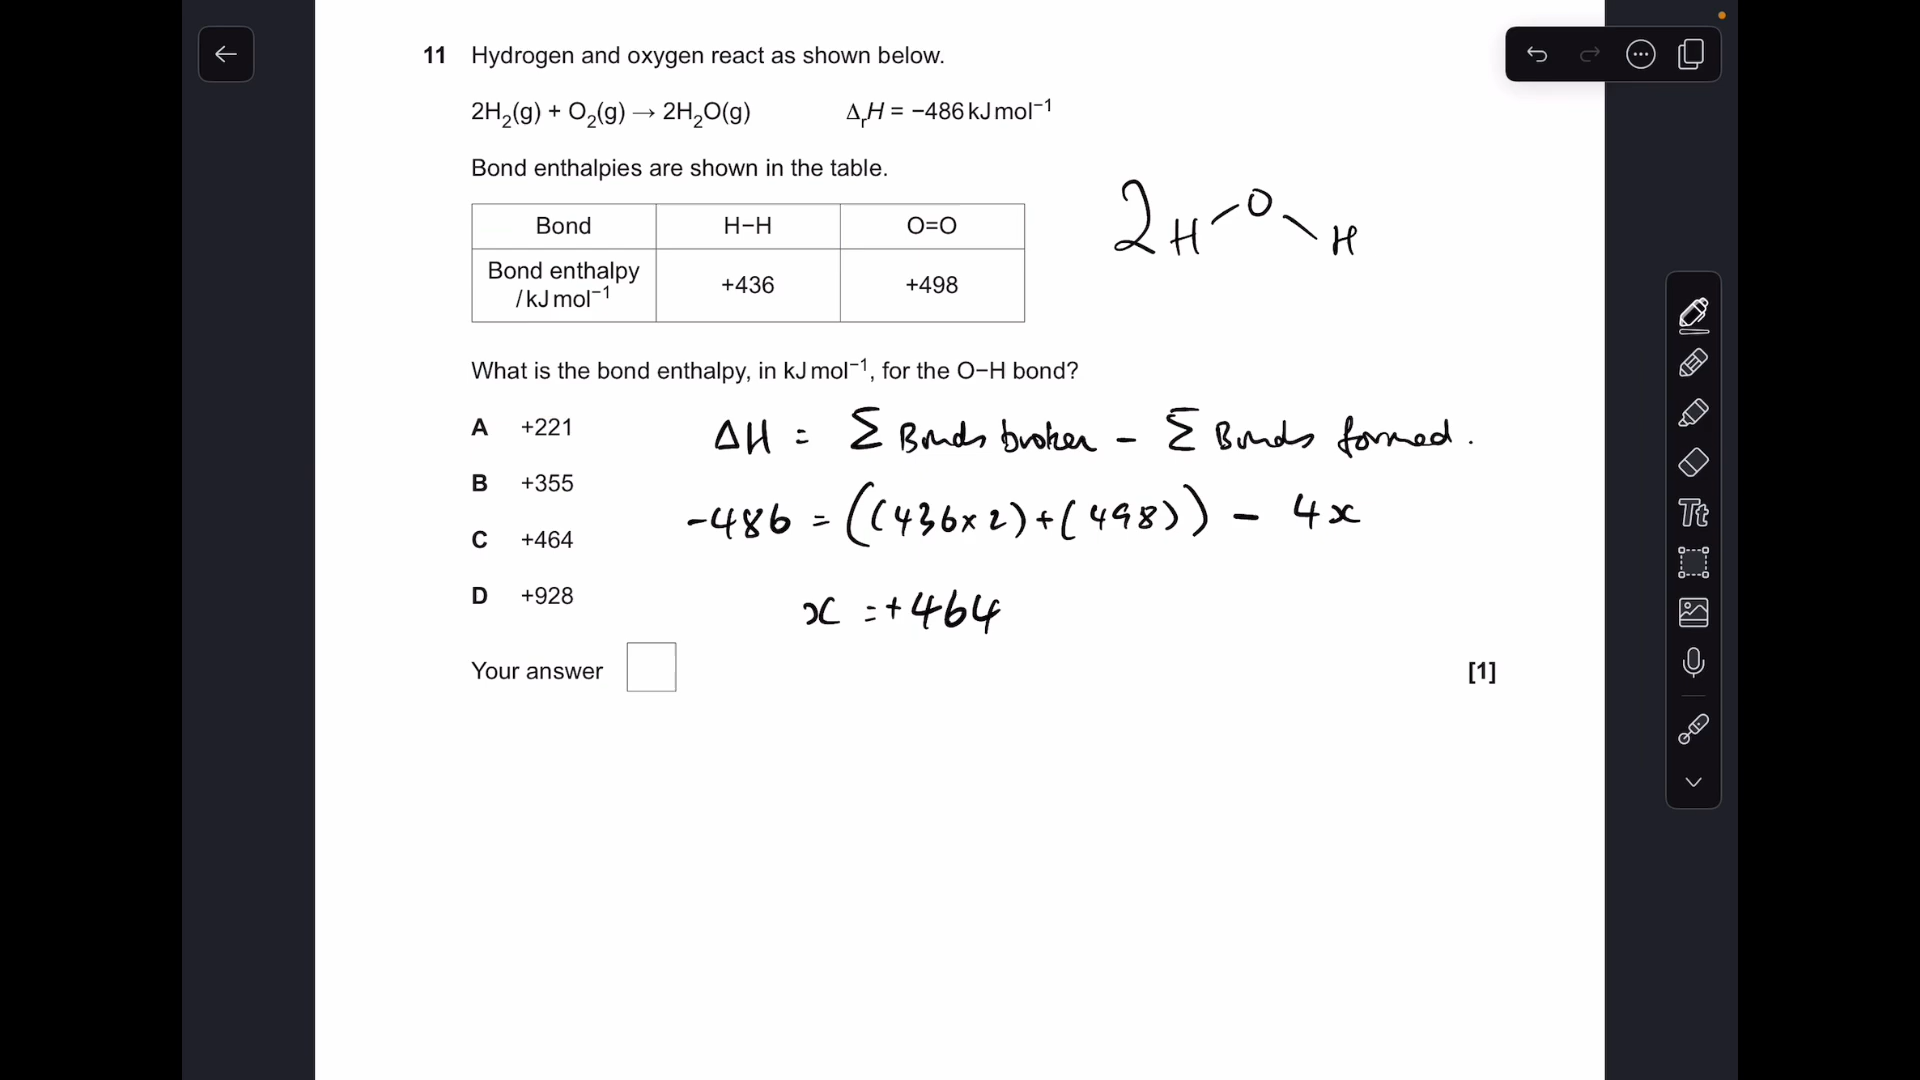 11 Hydrogen and oxygen react as shown below.
2H₂(g) + O₂(g) → 2H₂O(g) ΔᵣH = −486 kJ mol⁻¹
Bond enthalpies are shown in the table.
Bond H−H O=O
Bond enthalpy /kJ mol⁻¹ +436 +498
2 H O H
What is the bond enthalpy, in kJ mol⁻¹, for the O−H bond?
A +221
ΔH = Σ Bonds broken − Σ Bonds formed.
B +355
-486 = ((436×2)+(498)) − 4x
C +464
D +928
x = +464
Your answer
[1]
Tt